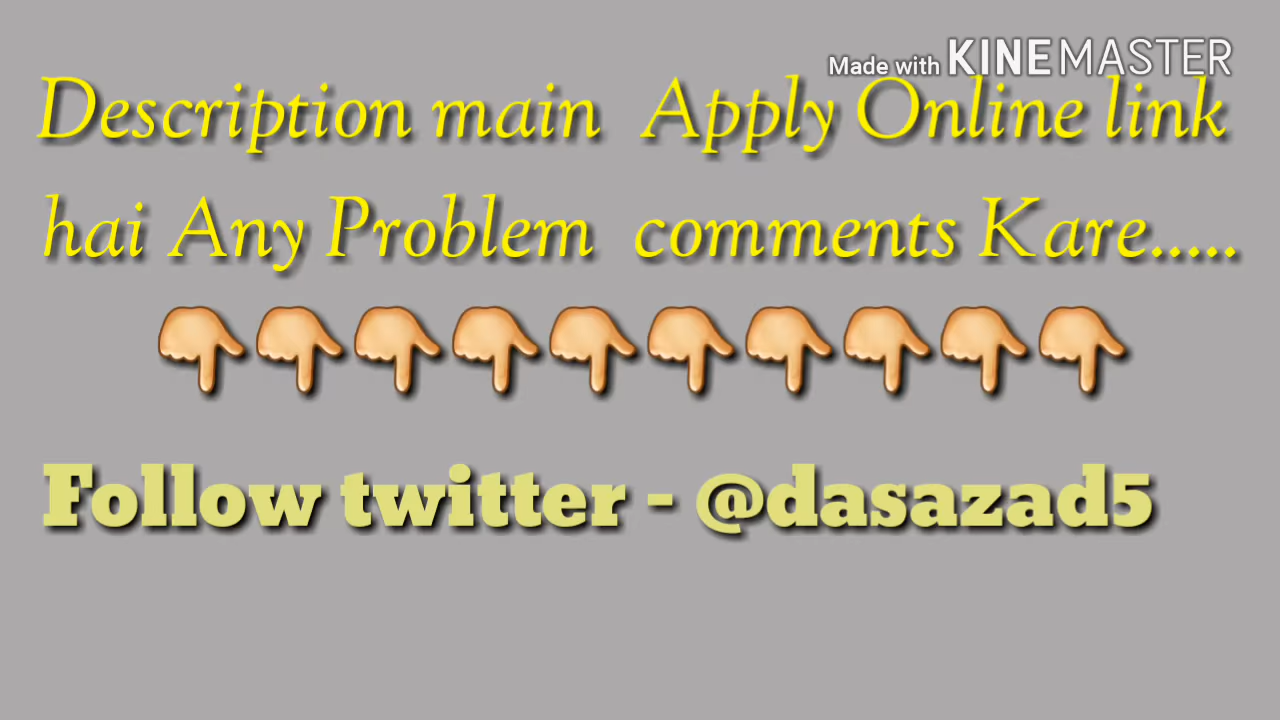 Made with KINEMASTER
Description main Apply Online link
hai Any Problem comments Kare.....
Follow twitter - @dasazad5